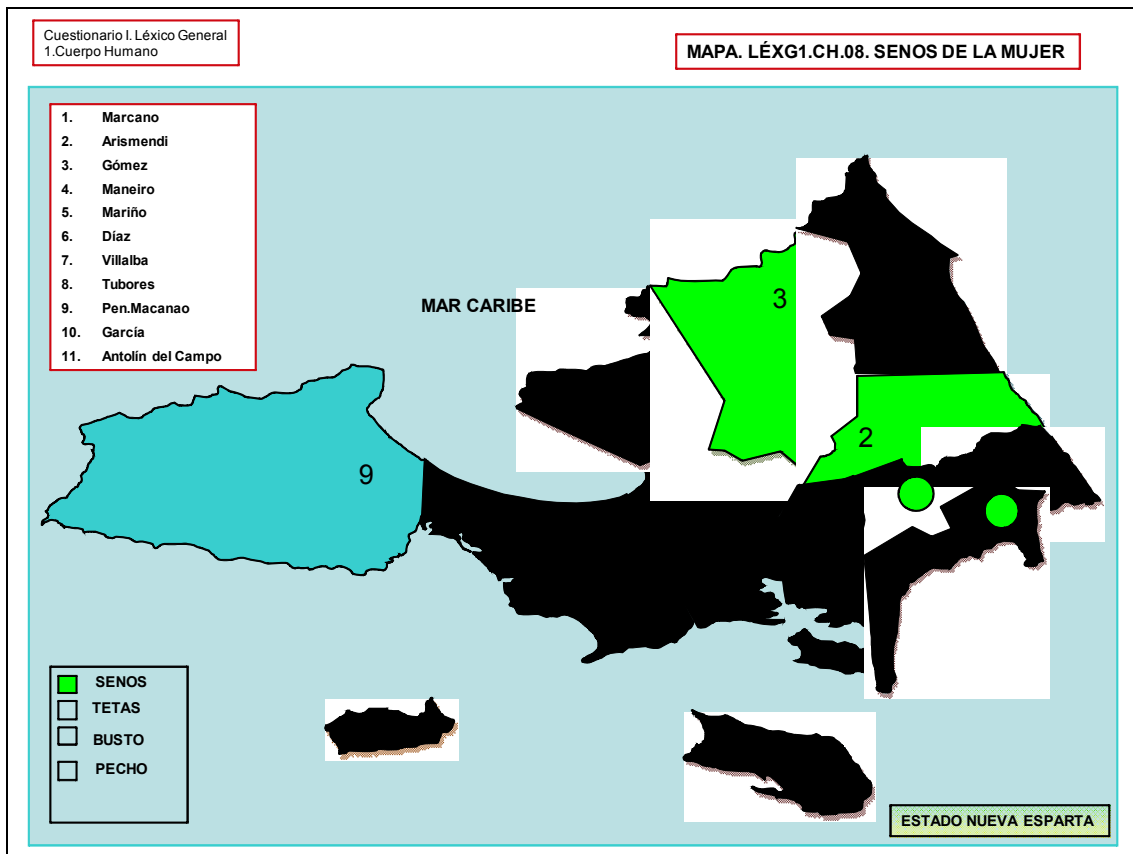 Cuestionario I. Léxico General
1.Cuerpo Humano
MAPA. LÉXG1.CH.08. SENOS DE LA MUJER
1. Marcano
2. Arismendi
3. Gómez
4. Maneiro
5. Mariño
6. Díaz
7. Villalba
8. Tubores
9. Pen.Macanao
10. García
11. Antolín del Campo
MAR CARIBE
3
2
9
SENOS
TETAS
BUSTO
PECHO
ESTADO NUEVA ESPARTA